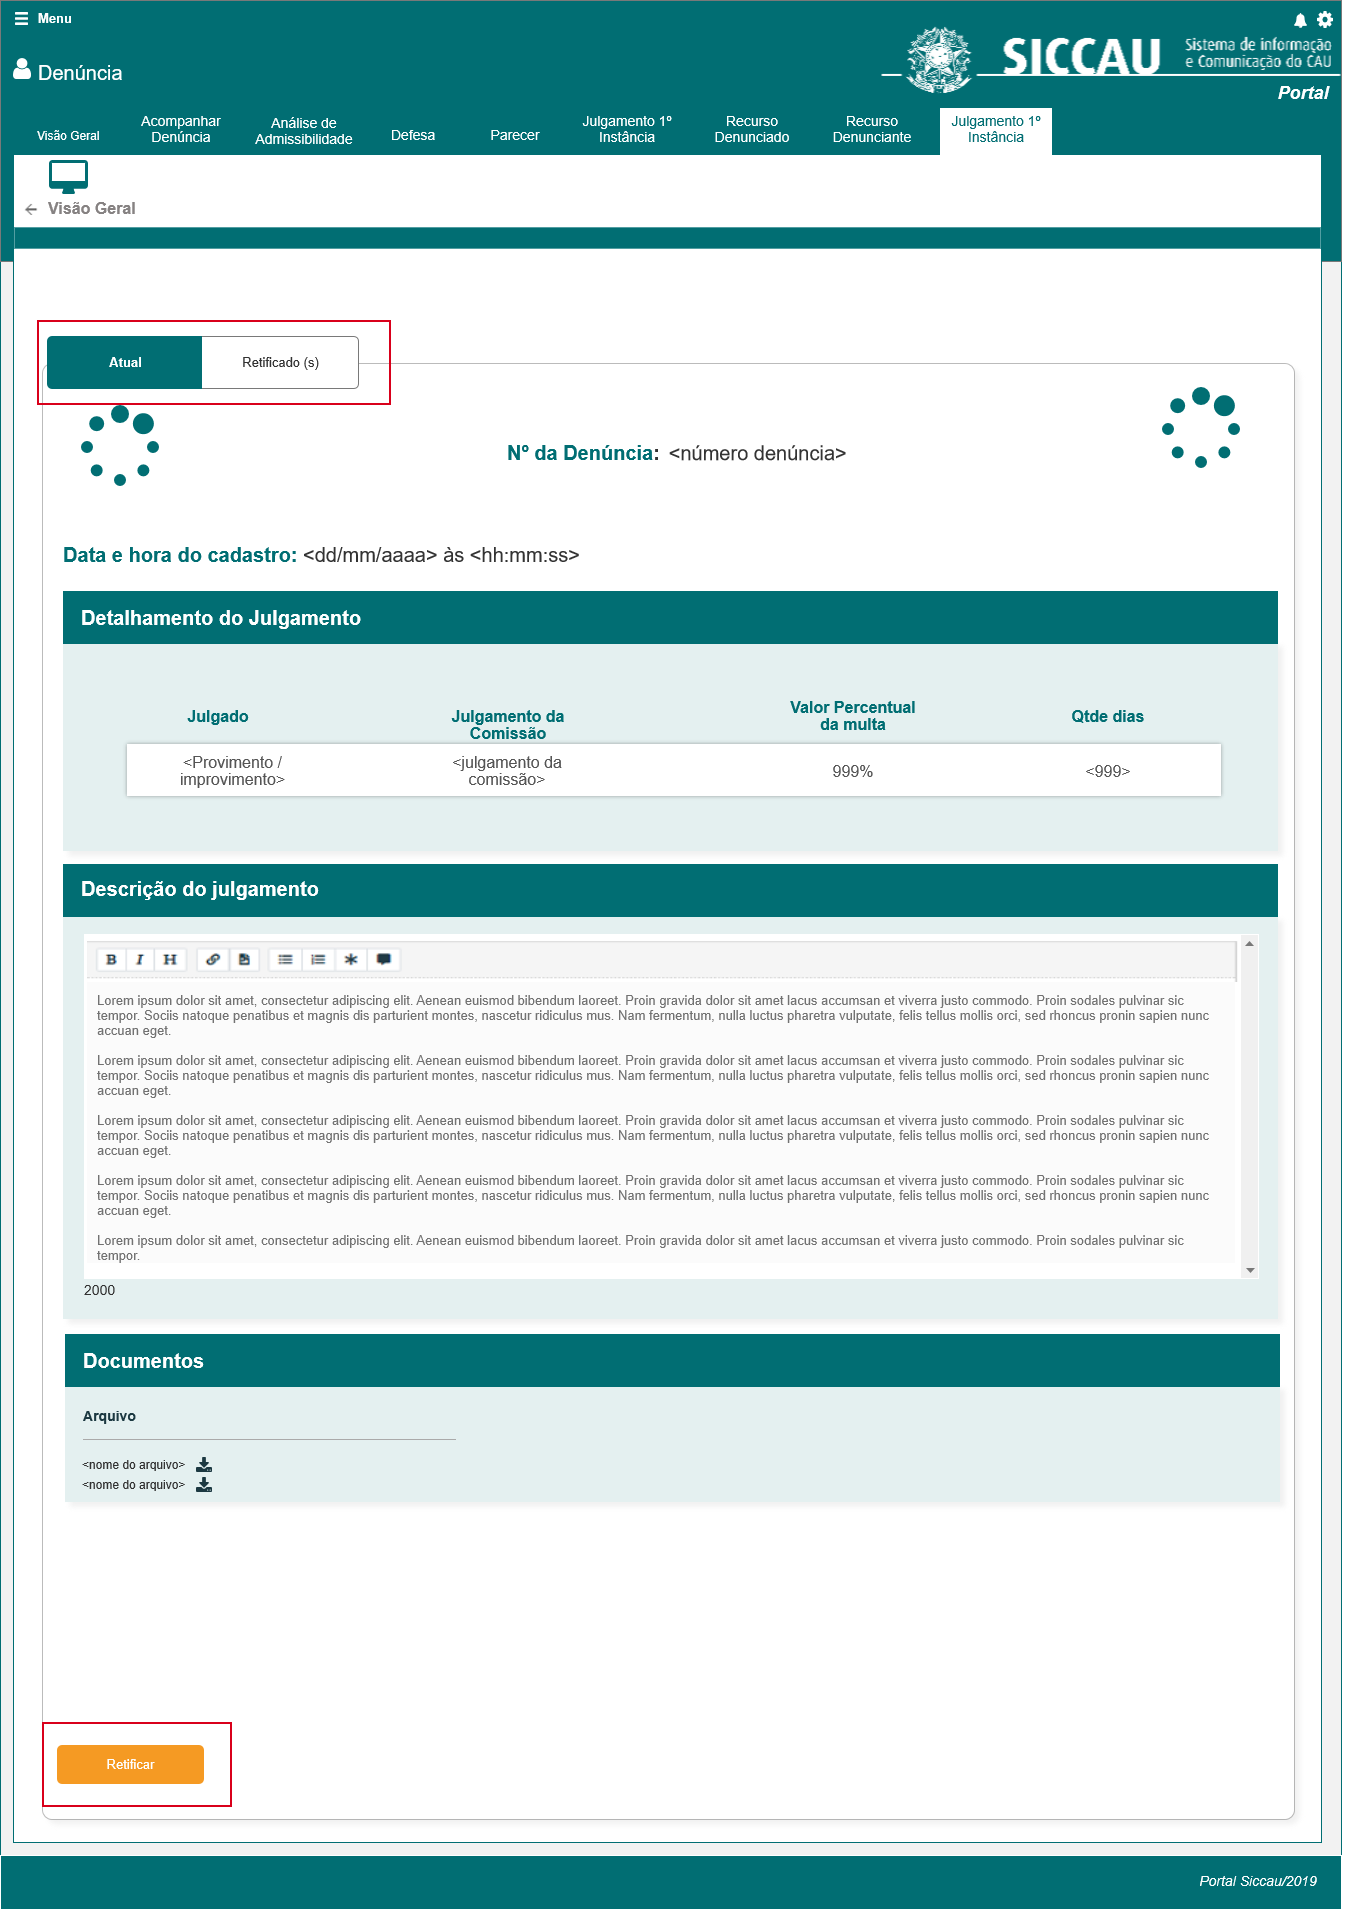 Menu
Denúncia
SICCAU
Sistema de informação
e Comunicação do CAU
Portal
Visão Geral
Acompanhar
Denúncia
Análise de
Admissibilidade
Defesa
Parecer
Julgamento 1º
Instância
Recurso
Denunciado
Recurso
Denunciante
Julgamento 1º
Instância
Visão Geral
Atual
Retificado (s)
Nº da Denúncia: <número denúncia>
Data e hora do cadastro: <dd/mm/aaaa> às <hh:mm:ss>
Detalhamento do Julgamento
Julgado
Julgamento da
Comissão
Valor Percentual
da multa
Qtde dias
<Provimento /
improvimento>
<julgamento da
comissão>
999%
<999>
Descrição do julgamento
B I H
Lorem ipsum dolor sit amet, consectetur adipiscing elit. Aenean euismod bibendum laoreet. Proin gravida dolor sit amet lacus accumsan et viverra justo commodo. Proin sodales pulvinar sic
tempor. Sociis natoque penatibus et magnis dis parturient montes, nascetur ridiculus mus. Nam fermentum, nulla luctus pharetra vulputate, felis tellus mollis orci, sed rhoncus pronin sapien nunc
accuan eget.
Lorem ipsum dolor sit amet, consectetur adipiscing elit. Aenean euismod bibendum laoreet. Proin gravida dolor sit amet lacus accumsan et viverra justo commodo. Proin sodales pulvinar sic
tempor. Sociis natoque penatibus et magnis dis parturient montes, nascetur ridiculus mus. Nam fermentum, nulla luctus pharetra vulputate, felis tellus mollis orci, sed rhoncus pronin sapien nunc
accuan eget.
Lorem ipsum dolor sit amet, consectetur adipiscing elit. Aenean euismod bibendum laoreet. Proin gravida dolor sit amet lacus accumsan et viverra justo commodo. Proin sodales pulvinar sic
tempor. Sociis natoque penatibus et magnis dis parturient montes, nascetur ridiculus mus. Nam fermentum, nulla luctus pharetra vulputate, felis tellus mollis orci, sed rhoncus pronin sapien nunc
accuan eget.
Lorem ipsum dolor sit amet, consectetur adipiscing elit. Aenean euismod bibendum laoreet. Proin gravida dolor sit amet lacus accumsan et viverra justo commodo. Proin sodales pulvinar sic
tempor. Sociis natoque penatibus et magnis dis parturient montes, nascetur ridiculus mus. Nam fermentum, nulla luctus pharetra vulputate, felis tellus mollis orci, sed rhoncus pronin sapien nunc
accuan eget.
Lorem ipsum dolor sit amet, consectetur adipiscing elit. Aenean euismod bibendum laoreet. Proin gravida dolor sit amet lacus accumsan et viverra justo commodo. Proin sodales pulvinar sic
tempor.
2000
Documentos
Arquivo
<nome do arquivo>
<nome do arquivo>
Retificar
Portal Siccau/2019